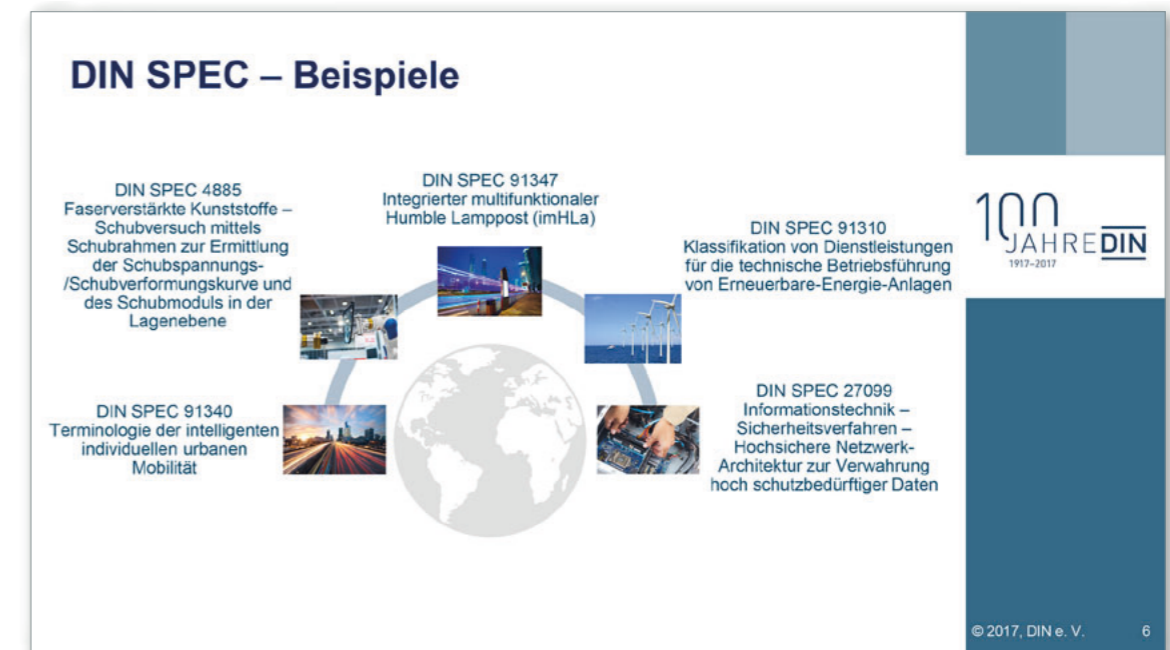 DIN SPEC – Beispiele
DIN SPEC 4885
Faserverstärkte Kunststoffe –
Schubversuch mittels
Schubrahmen zur Ermittlung
der Schubspannungs-
/Schubverformungskurve und
des Schubmoduls in der
Lagenebene
DIN SPEC 91347
Integrierter multifunktionaler
Humble Lamppost (imHLa)
DIN SPEC 91310
Klassifikation von Dienstleistungen
für die technische Betriebsführung
von Erneuerbare-Energie-Anlagen
DIN SPEC 91340
Terminologie der intelligenten
individuellen urbanen
Mobilität
DIN SPEC 27099
Informationstechnik –
Sicherheitsverfahren –
Hochsichere Netzwerk-
Architektur zur Verwahrung
hoch schutzbedürftiger Daten
100
JAHRE DIN
1917–2017
© 2017, DIN e. V. 6